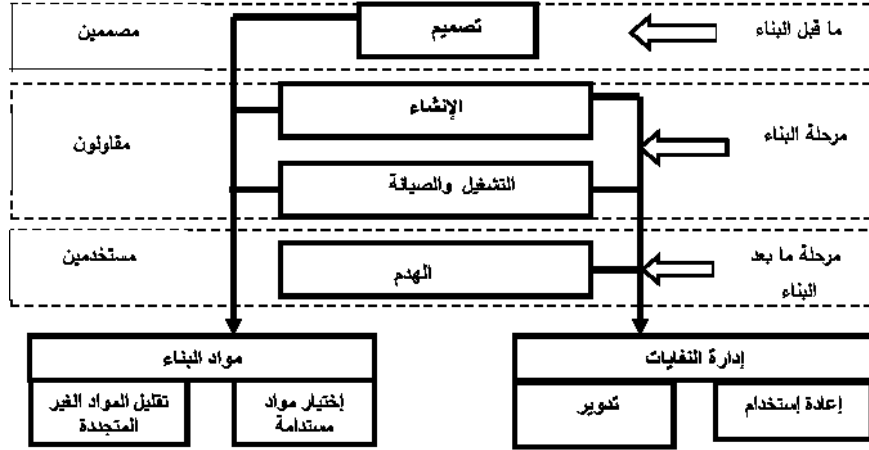 ما قبل البناء
تصميم
مصممين
مرحلة البناء
الإنشاء
مقاولون
التشغيل والصيانة
مرحلة ما بعد
البناء
الهدم
مستخدمين
إدارة النفايات
إعادة إستخدام
تدوير
مواد البناء
إختيار مواد
مستدامة
تقليل المواد الغير
المتجددة